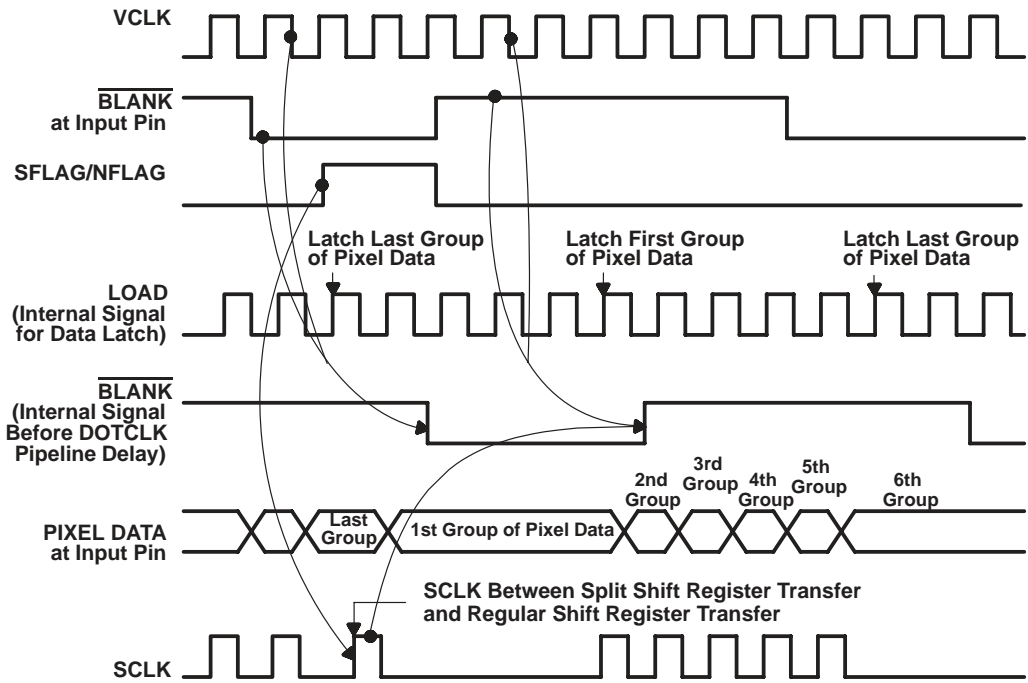 VCLK
BLANK
at Input Pin
SFLAG/NFLAG
Latch Last Group
of Pixel Data
Latch First Group
of Pixel Data
Latch Last Group
of Pixel Data
LOAD
(Internal Signal
for Data Latch)
BLANK
(Internal Signal
Before DOTCLK
Pipeline Delay)
2nd
Group
3rd
Group
4th
Group
5th
Group
6th
Group
PIXEL DATA
at Input Pin
Last
Group
1st Group of Pixel Data
SCLK Between Split Shift Register Transfer
and Regular Shift Register Transfer
SCLK